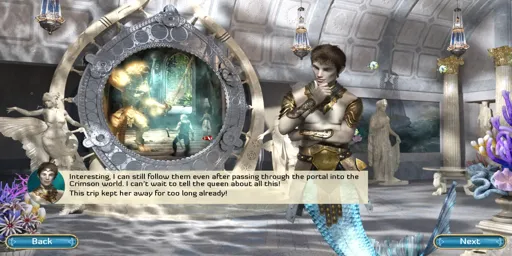 Interesting, I can still follow them even after passing through the portal into the
Crimson world. I can't wait to tell the queen about all this!
This trip kept her away for too long already!
Back
Next